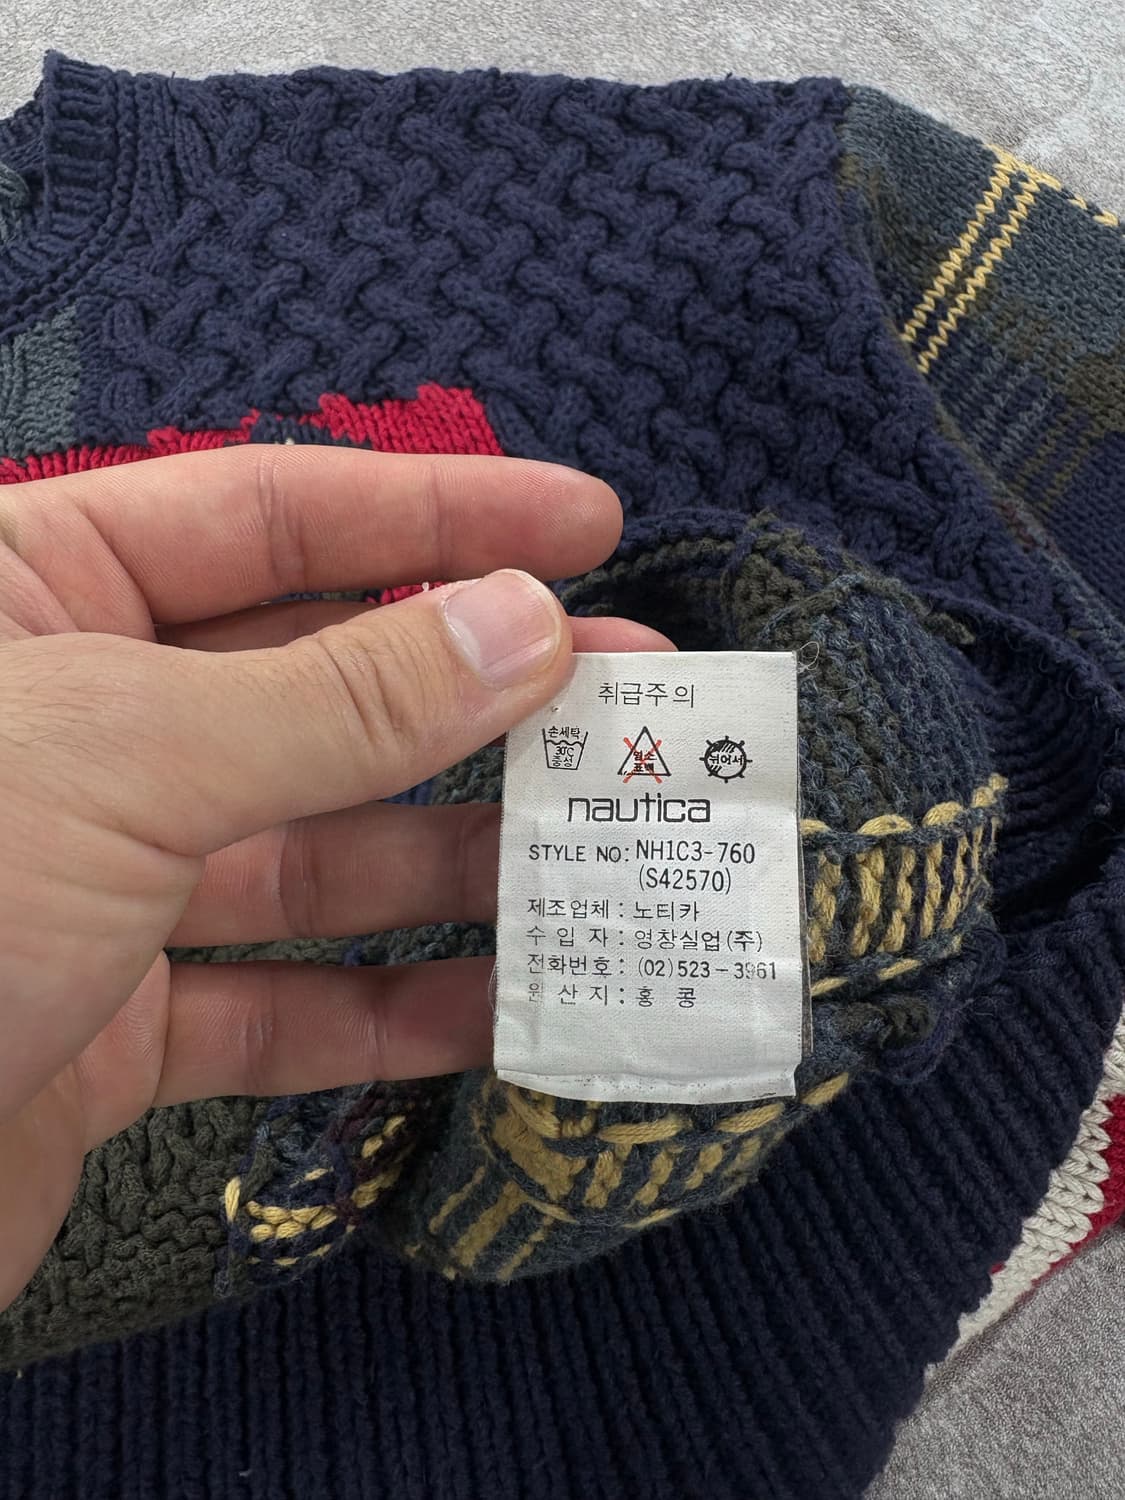 취급주의
손세탁
30℃
중성
염소
표백
뉘어서
nautica
STYLE NO: NH1C3-760
(S42570)
제조업체 : 노티카
수 입 자 : 영창실업(주)
전화번호 : (02)523-3961
원 산 지 : 홍 콩